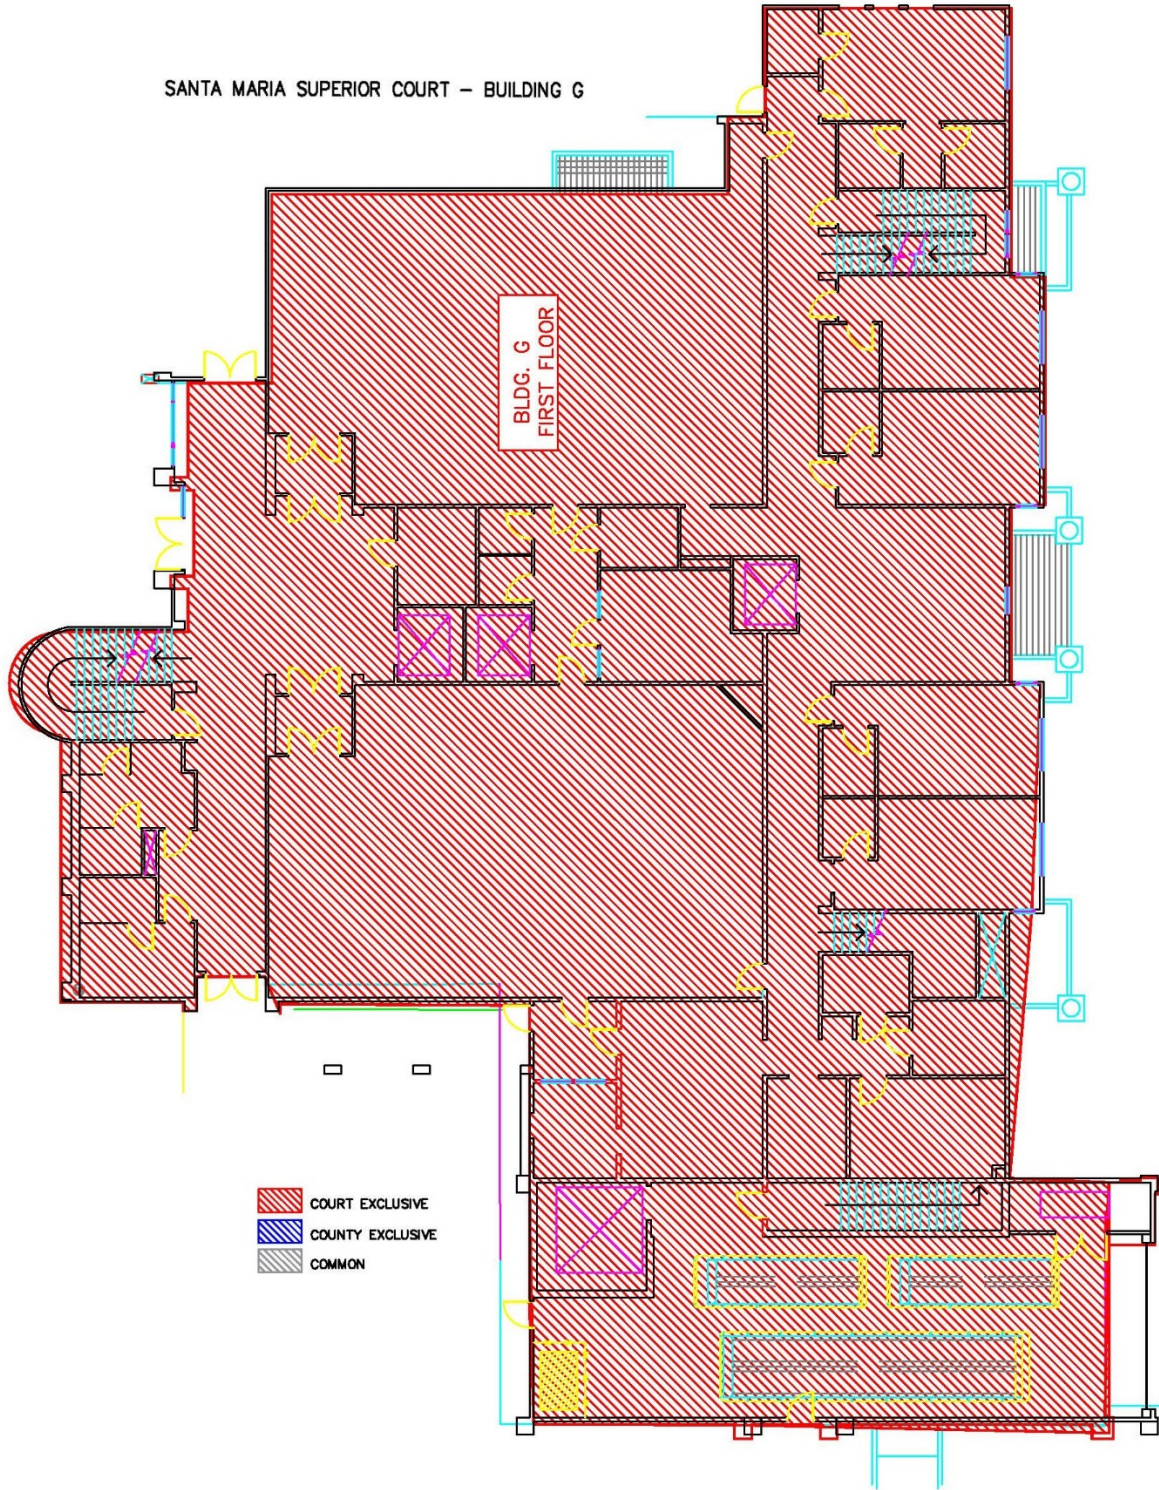 SANTA MARIA SUPERIOR COURT - BUILDING G
BLDG. G
FIRST FLOOR
COURT EXCLUSIVE
COUNTY EXCLUSIVE
COMMON